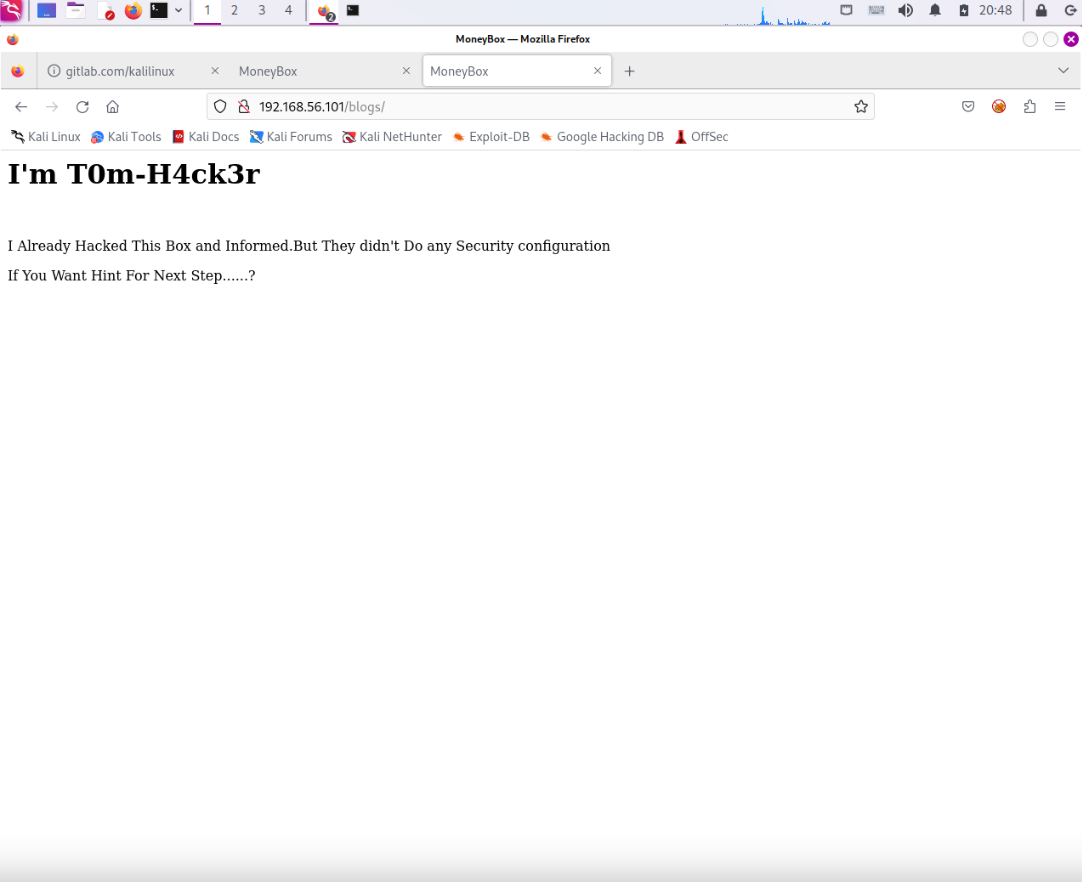 1 2 3 4 2 20:48
MoneyBox — Mozilla Firefox
gitlab.com/kalilinux MoneyBox MoneyBox
192.168.56.101/blogs/
Kali Linux Kali Tools Kali Docs Kali Forums Kali NetHunter Exploit-DB Google Hacking DB OffSec
I'm T0m-H4ck3r
I Already Hacked This Box and Informed.But They didn't Do any Security configuration
If You Want Hint For Next Step......?